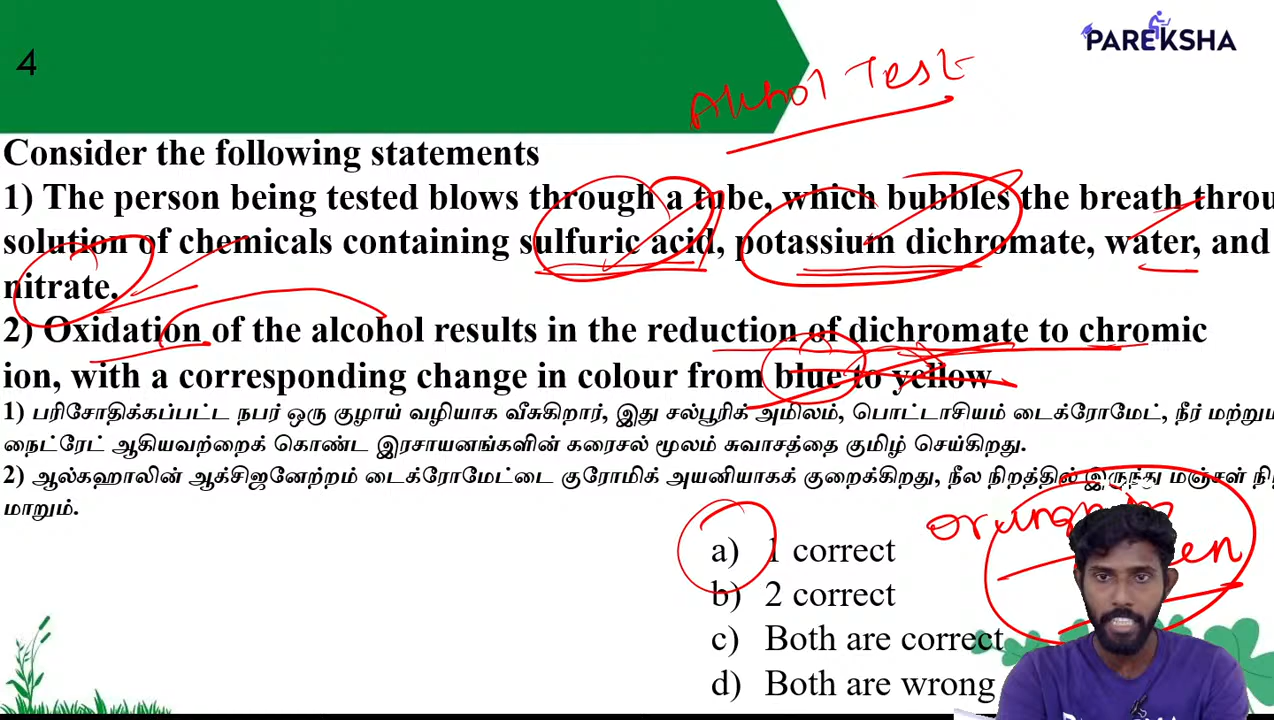 4
PAREKSHA
Alcohol Test
Consider the following statements
1) The person being tested blows through a tube, which bubbles the breath throu
solution of chemicals containing sulfuric acid, potassium dichromate, water, and
nitrate.
2) Oxidation of the alcohol results in the reduction of dichromate to chromic
ion, with a corresponding change in colour from blue to yellow
1) பரிசோதிக்கப்பட்ட நபர் ஒரு குழாய் வழியாக வீசுகிறார், இது சல்பூரிக் அமிலம், பொட்டாசியம் டைக்ரோமேட், நீர் மற்றும்
நைட்ரேட் ஆகியவற்றைக் கொண்ட இரசாயனங்களின் கரைசல் மூலம் சுவாசத்தை குமிழ் செய்கிறது.
2) ஆல்கஹாலின் ஆக்சிஜனேற்றம் டைக்ரோமேட்டை குரோமிக் அயனியாகக் குறைக்கிறது, நீல நிறத்தில் இருந்து மஞ்சள்
மாறும்.
a) 1 correct
b) 2 correct
c) Both are correct
d) Both are wrong